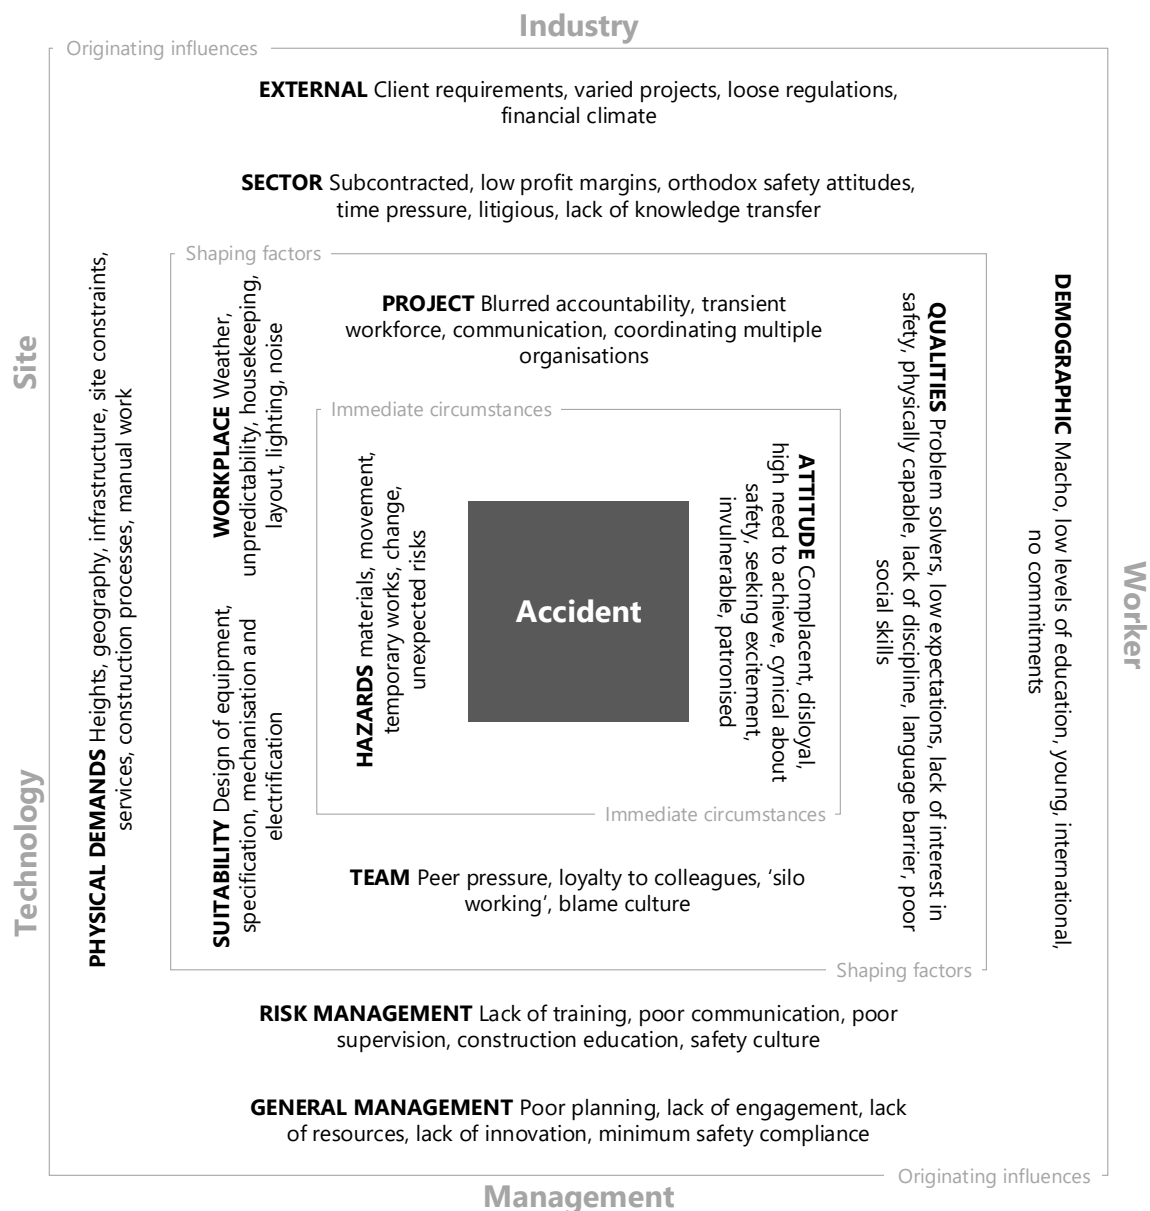 Industry
Originating influences
EXTERNAL Client requirements, varied projects, loose regulations,
financial climate
SECTOR Subcontracted, low profit margins, orthodox safety attitudes,
time pressure, litigious, lack of knowledge transfer
Site
Technology
PHYSICAL DEMANDS Heights, geography, infrastructure, site constraints,
services, construction processes, manual work
Shaping factors
WORKPLACE Weather,
unpredictability, housekeeping,
layout, lighting, noise
SUITABILITY Design of equipment,
specification, mechanisation and
electrification
PROJECT Blurred accountability, transient
workforce, communication, coordinating multiple
organisations
Immediate circumstances
HAZARDS materials, movement,
temporary works, change,
unexpected risks
Accident
ATTITUDE Complacent, disloyal,
high need to achieve, cynical about
safety, seeking excitement,
invulnerable, patronised
Immediate circumstances
QUALITIES Problem solvers, low expectations, lack of interest in
safety, physically capable, lack of discipline, language barrier, poor
social skills
DEMOGRAPHIC Macho, low levels of education, young, international,
no commitments
Worker
TEAM Peer pressure, loyalty to colleagues, ‘silo
working’, blame culture
Shaping factors
RISK MANAGEMENT Lack of training, poor communication, poor
supervision, construction education, safety culture
GENERAL MANAGEMENT Poor planning, lack of engagement, lack
of resources, lack of innovation, minimum safety compliance
Originating influences
Management